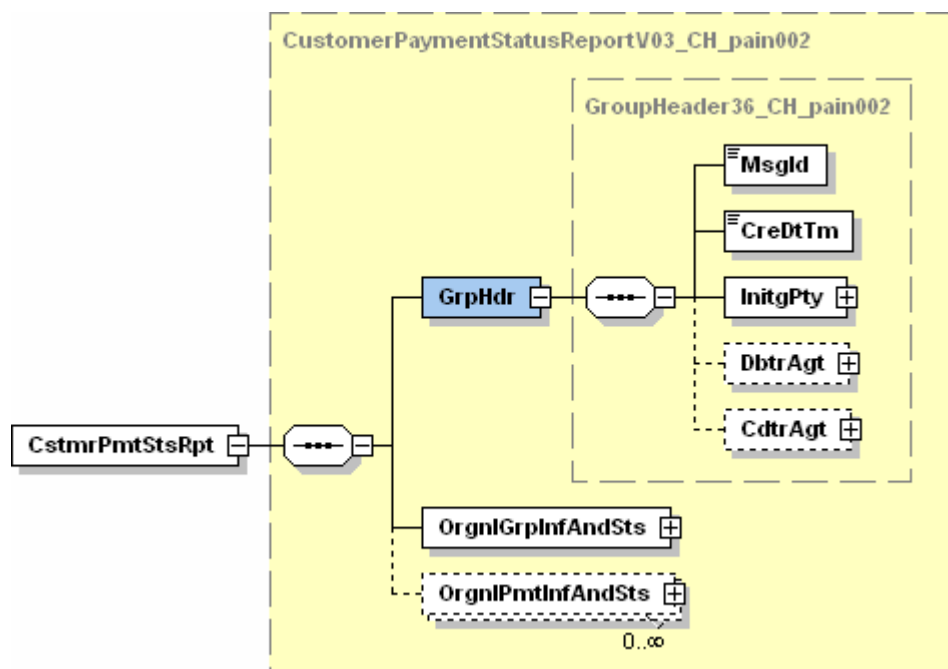 CustomerPaymentStatusReportV03_CH_pain002
GroupHeader36_CH_pain002
MsgId
CreDtTm
GrpHdr
InitgPty
DbtrAgt
CdtrAgt
CstmrPmtStsRpt
OrgnlGrpInfAndSts
OrgnlPmtInfAndSts
0..∞